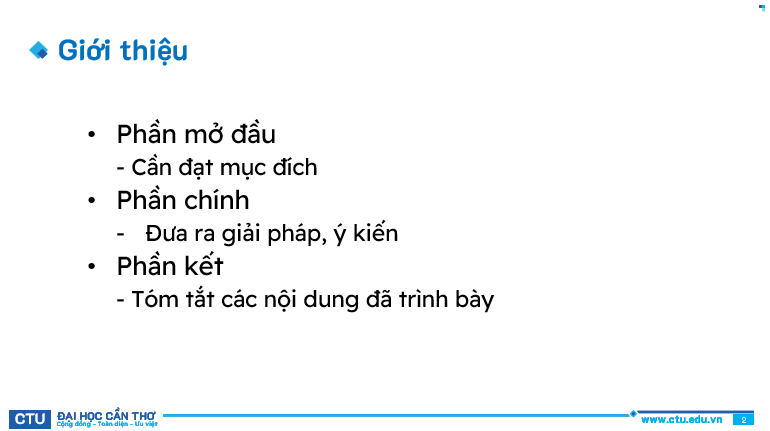 Giới thiệu
• Phần mở đầu
- Cần đạt mục đích
• Phần chính
- Đưa ra giải pháp, ý kiến
• Phần kết
- Tóm tắt các nội dung đã trình bày
CTU ĐẠI HỌC CẦN THƠ
Cộng đồng - Toàn diện - Ưu việt
www.ctu.edu.vn 2